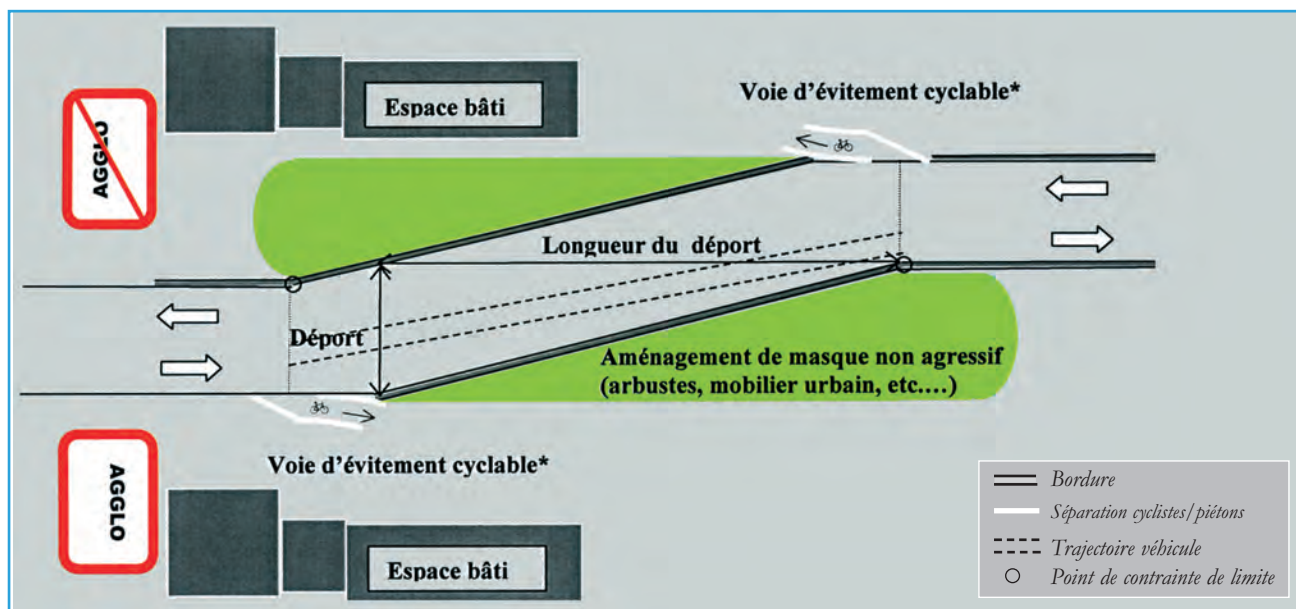 AGGLO
Espace bâti
Voie d'évitement cyclable*
Longueur du déport
Déport
Aménagement de masque non agressif
(arbustes, mobilier urbain, etc....)
Voie d'évitement cyclable*
AGGLO
Espace bâti
Bordure
Séparation cyclistes/piétons
Trajectoire véhicule
Point de contrainte de limite